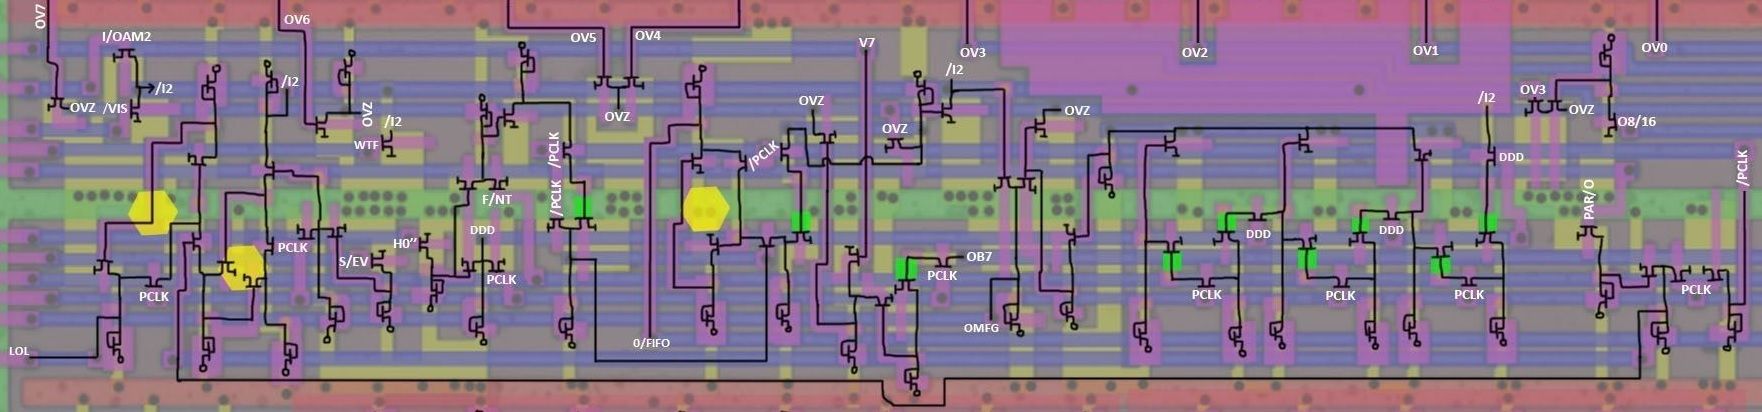 OV7
I/OAM2
OV6
OV5
OV4
V7
OV3
OV2
OV1
OV0
/I2
/I2
/I2
/I2
OV3
OVZ
/VIS
OVZ
/I2
OVZ
OVZ
OVZ
OVZ
OVZ
O8/16
WTF
/PCLK
/PCLK
DDD
/PCLK
/PCLK
F/NT
PAR/O
DDD
DDD
DDD
PCLK
H0''
S/EV
PCLK
OB7
PCLK
PCLK
PCLK
PCLK
PCLK
PCLK
OMFG
0/FIFO
LOL